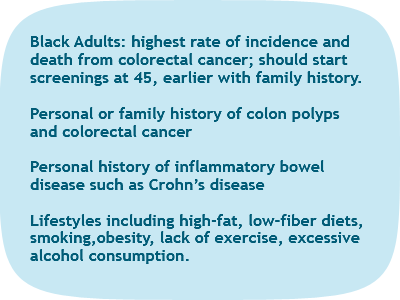 Black Adults: highest rate of incidence and
death from colorectal cancer; should start
screenings at 45, earlier with family history.
Personal or family history of colon polyps
and colorectal cancer
Personal history of inflammatory bowel
disease such as Crohn’s disease
Lifestyles including high-fat, low-fiber diets,
smoking,obesity, lack of exercise, excessive
alcohol consumption.